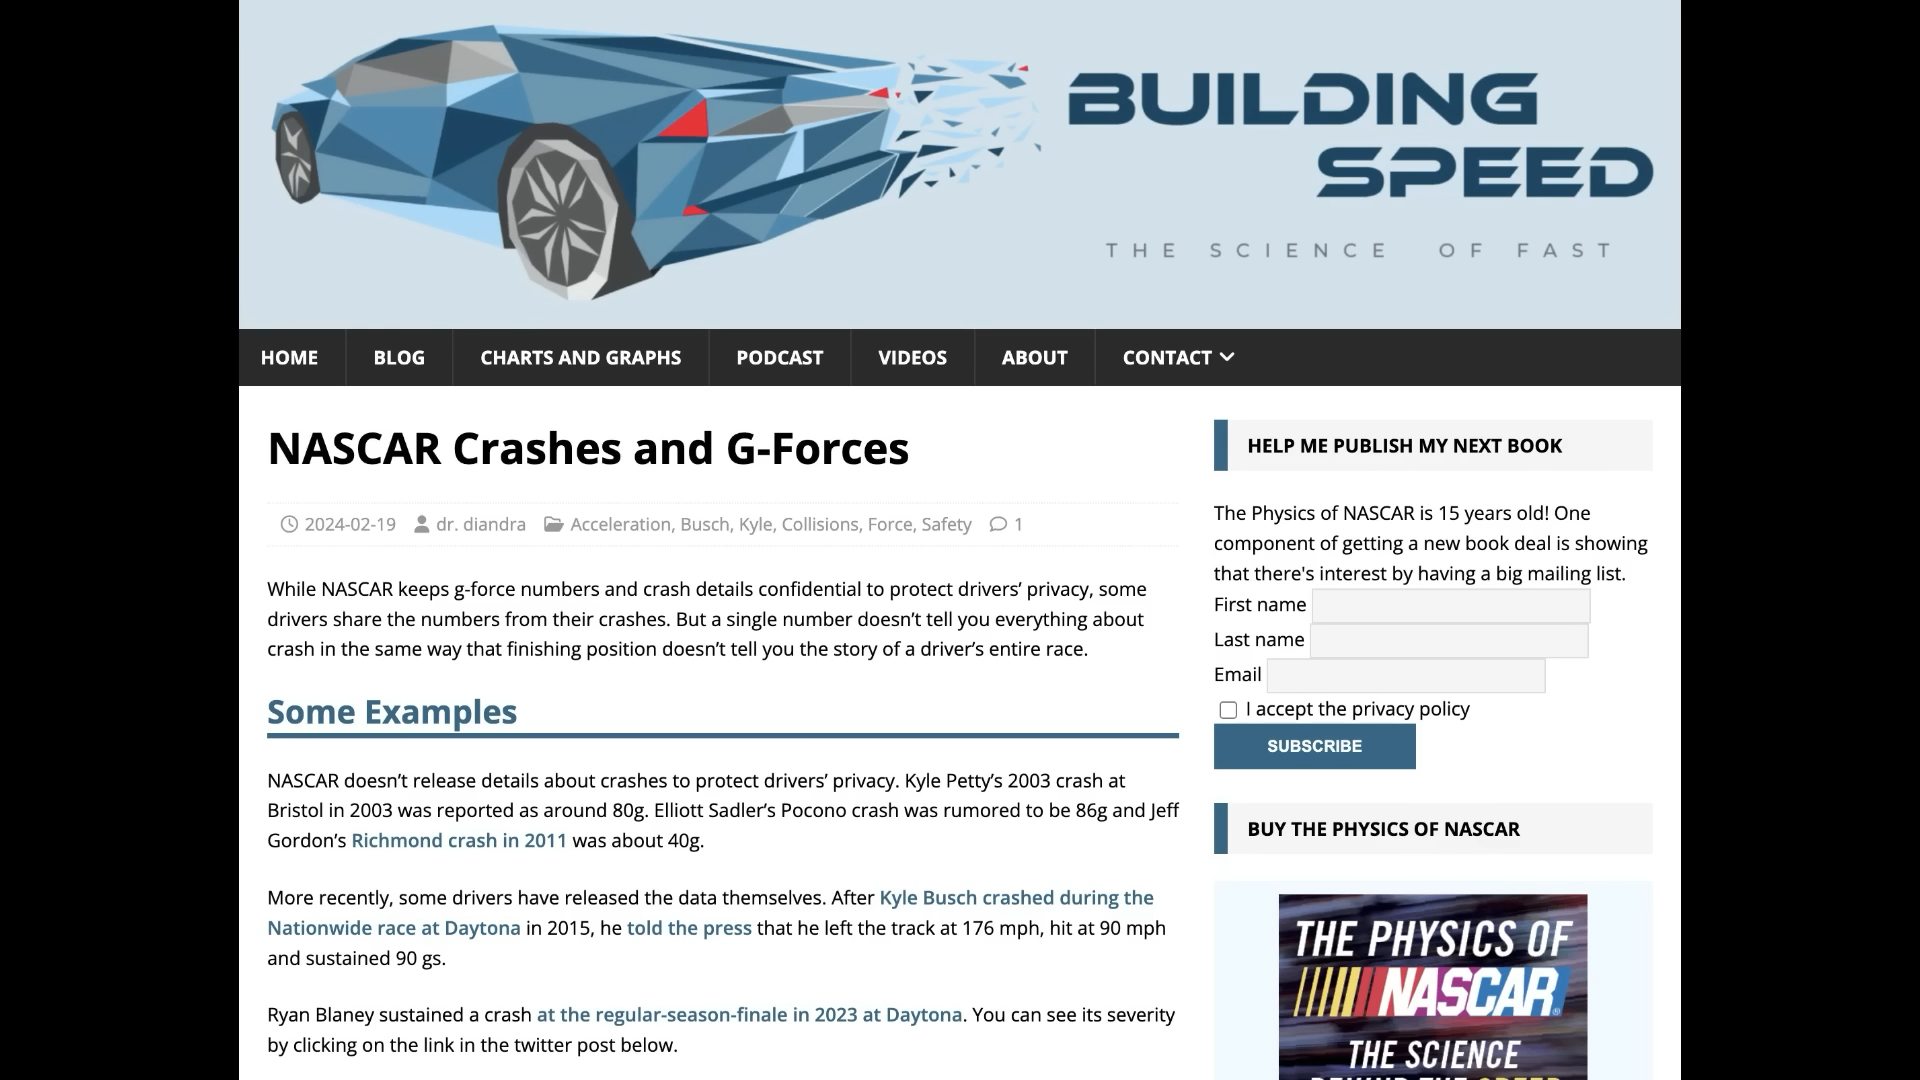 BUILDING
SPEED
THE SCIENCE OF FAST
HOME BLOG CHARTS AND GRAPHS PODCAST VIDEOS ABOUT CONTACT
NASCAR Crashes and G-Forces
2024-02-19 dr. diandra Acceleration, Busch, Kyle, Collisions, Force, Safety 1
While NASCAR keeps g-force numbers and crash details confidential to protect drivers’ privacy, some
drivers share the numbers from their crashes. But a single number doesn’t tell you everything about
crash in the same way that finishing position doesn’t tell you the story of a driver’s entire race.
Some Examples
NASCAR doesn’t release details about crashes to protect drivers’ privacy. Kyle Petty’s 2003 crash at
Bristol in 2003 was reported as around 80g. Elliott Sadler’s Pocono crash was rumored to be 86g and Jeff
Gordon’s Richmond crash in 2011 was about 40g.
More recently, some drivers have released the data themselves. After Kyle Busch crashed during the
Nationwide race at Daytona in 2015, he told the press that he left the track at 176 mph, hit at 90 mph
and sustained 90 gs.
Ryan Blaney sustained a crash at the regular-season-finale in 2023 at Daytona. You can see its severity
by clicking on the link in the twitter post below.
HELP ME PUBLISH MY NEXT BOOK
The Physics of NASCAR is 15 years old! One
component of getting a new book deal is showing
that there's interest by having a big mailing list.
First name
Last name
Email
I accept the privacy policy
SUBSCRIBE
BUY THE PHYSICS OF NASCAR
THE PHYSICS OF
NASCAR
THE SCIENCE